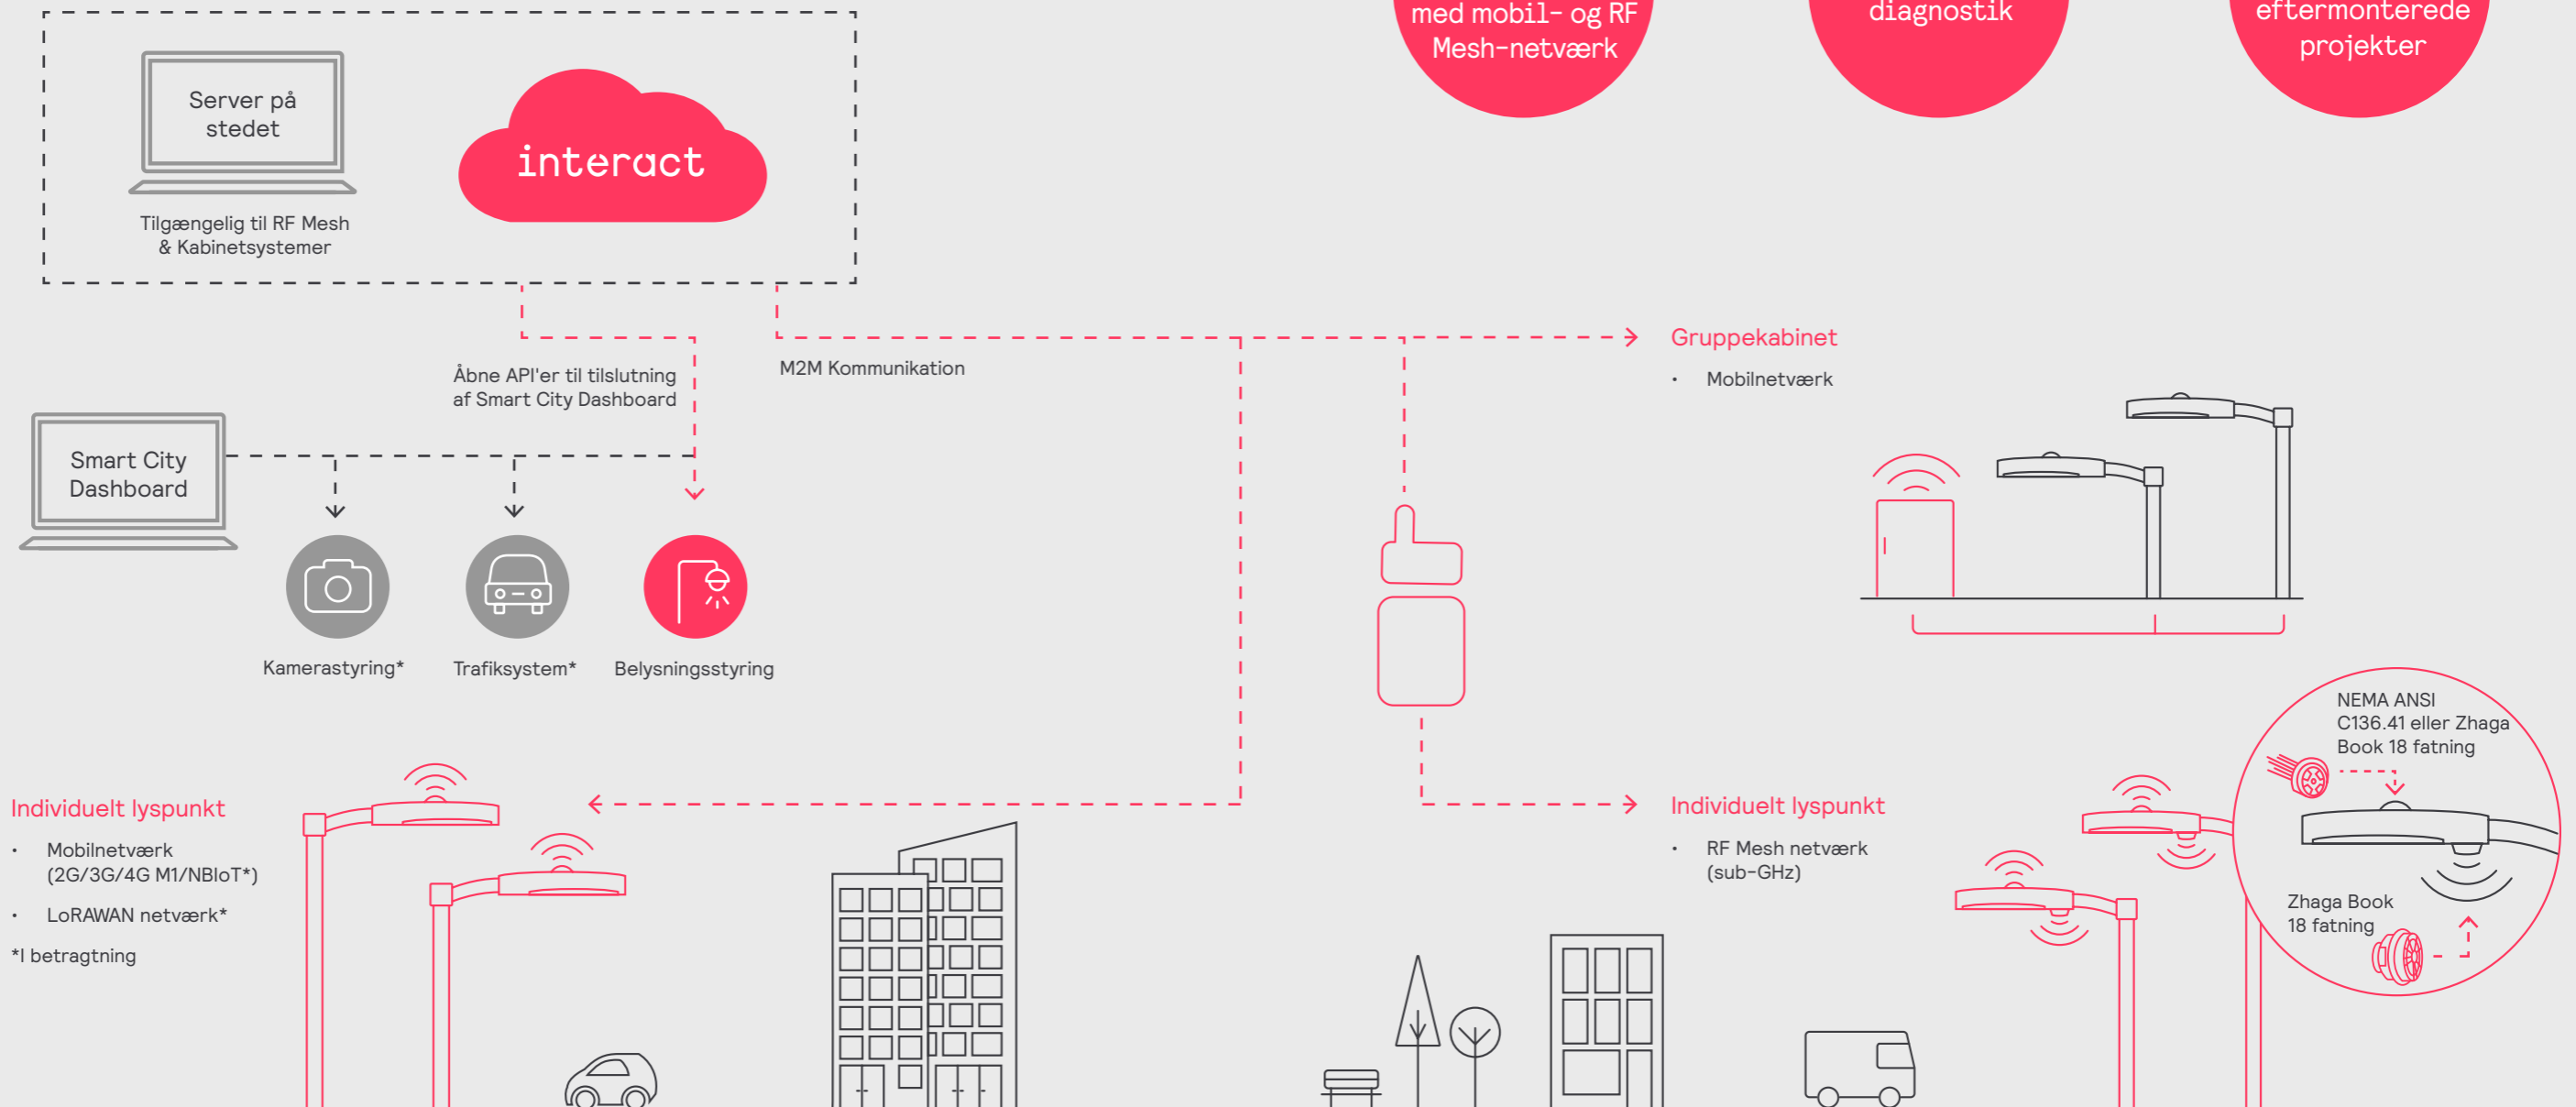 med mobil- og RF
Mesh-netværk
diagnostik
eftermonterede
projekter
Server på
stedet
interact
Tilgængelig til RF Mesh
& Kabinetsystemer
Åbne API'er til tilslutning
af Smart City Dashboard
M2M Kommunikation
Gruppekabinet
• Mobilnetværk
Smart City
Dashboard
Kamerastyring*
Trafiksystem*
Belysningsstyring
Individuelt lyspunkt
• Mobilnetværk
(2G/3G/4G M1/NBIoT*)
• LoRAWAN netværk*
*I betragtning
Individuelt lyspunkt
• RF Mesh netværk
(sub-GHz)
NEMA ANSI
C136.41 eller Zhaga
Book 18 fatning
Zhaga Book
18 fatning